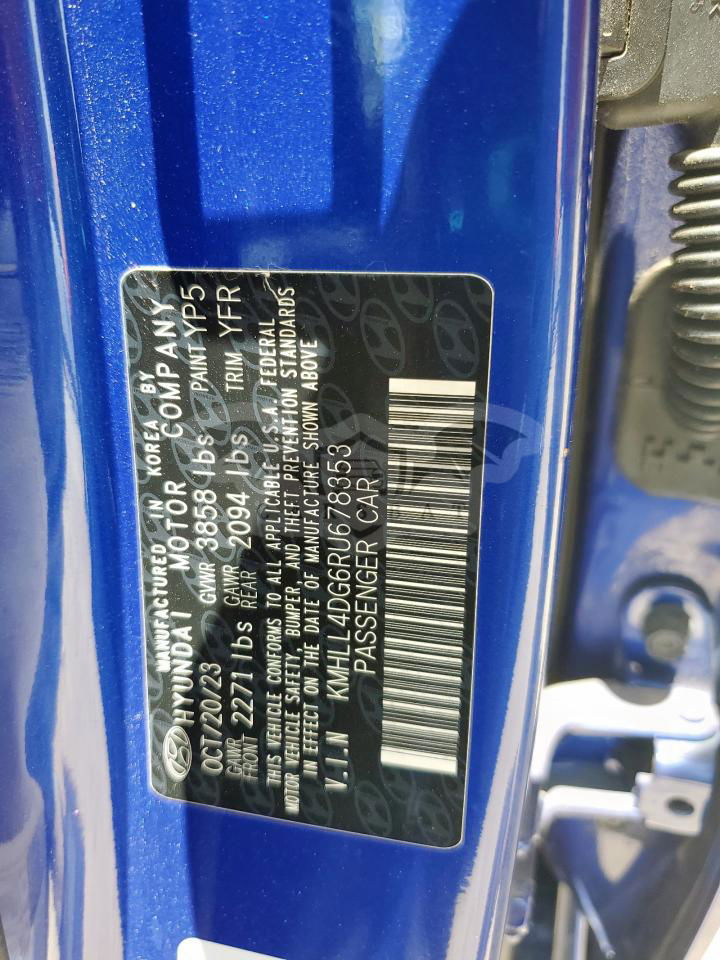 MANUFACTURED IN KOREA BY
HYUNDAI MOTOR COMPANY
OCT/20/23 GVWR 3858 lbs PAINT YP5
GAWR FRONT 2271 lbs GAWR REAR 2094 lbs TRIM YFR
THIS VEHICLE CONFORMS TO ALL APPLICABLE U.S.A. FEDERAL
MOTOR VEHICLE SAFETY, BUMPER AND THEFT PREVENTION STANDARDS
IN EFFECT ON THE DATE OF MANUFACTURE SHOWN ABOVE
V.I.N KMHLL4DG6RU678353
PASSENGER CAR